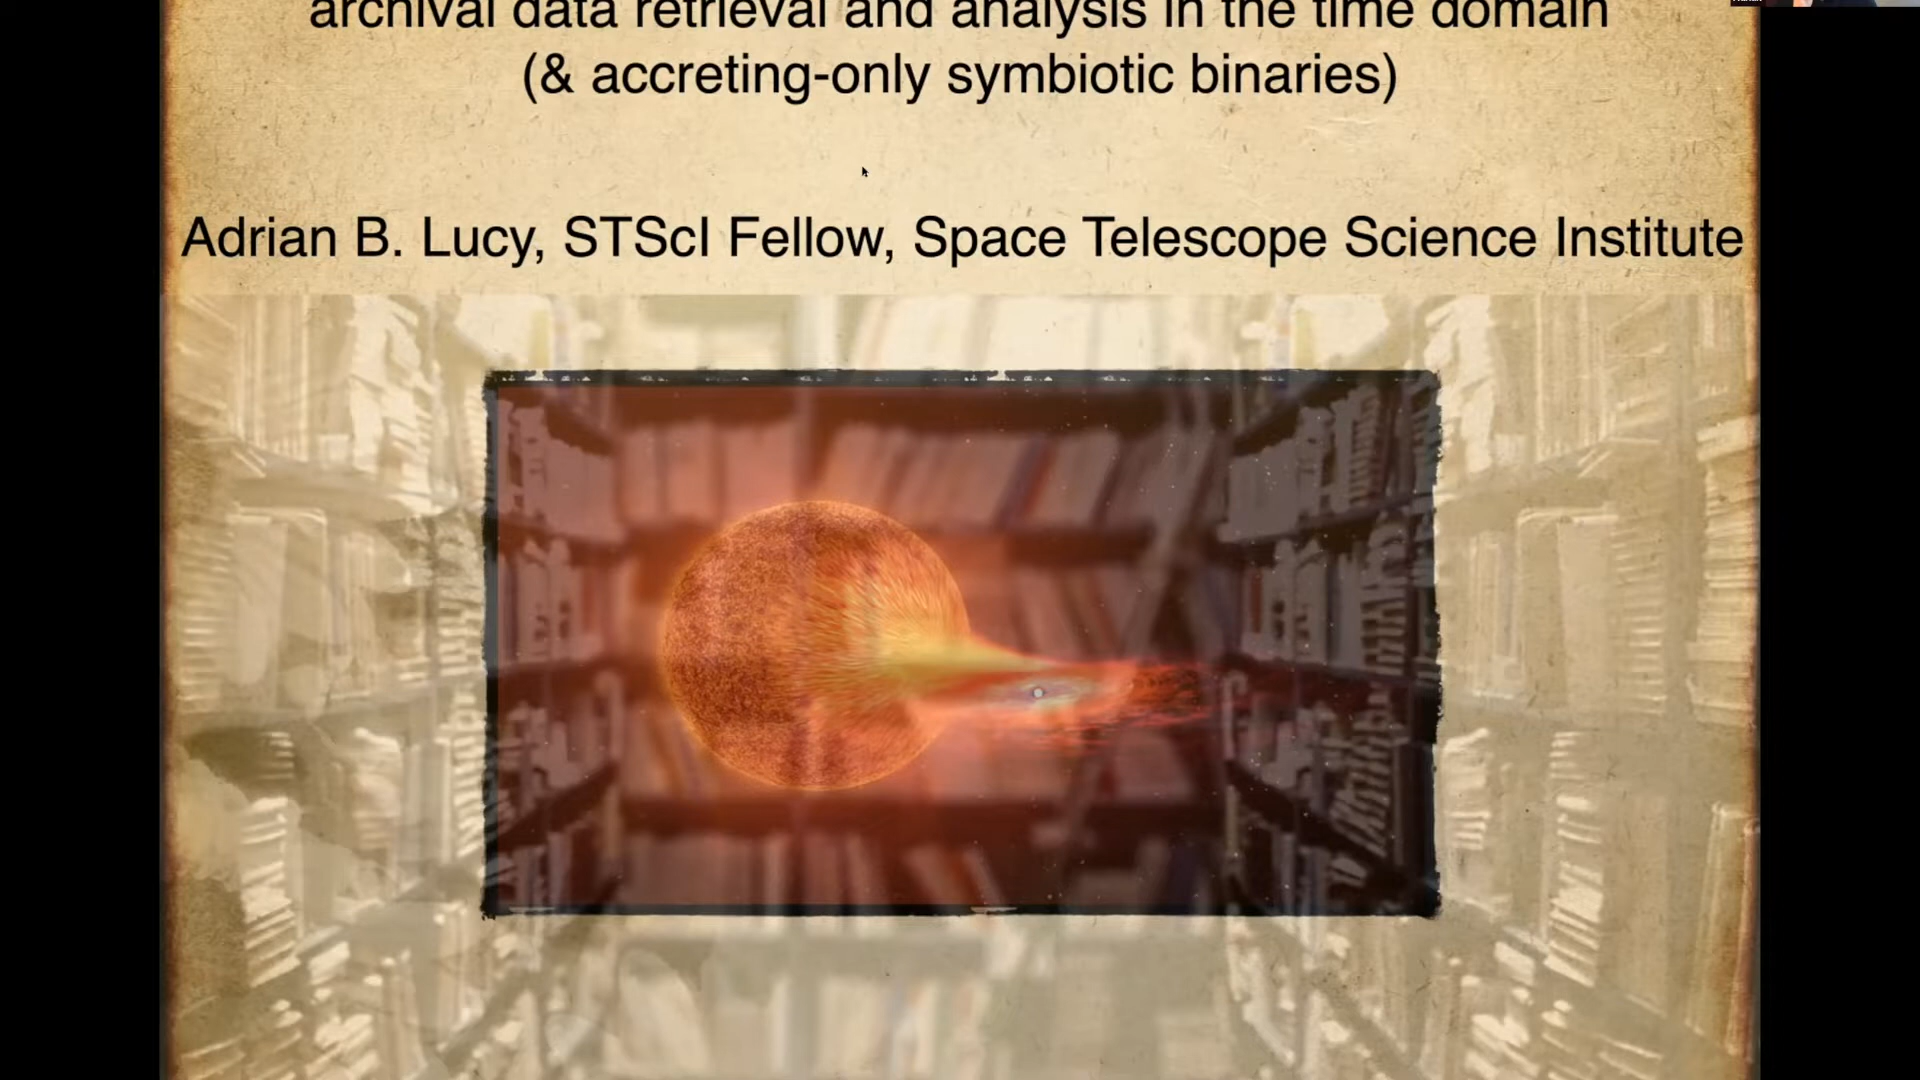 archival data retrieval and analysis in the time domain
(& accreting-only symbiotic binaries)
Adrian B. Lucy, STScI Fellow, Space Telescope Science Institute